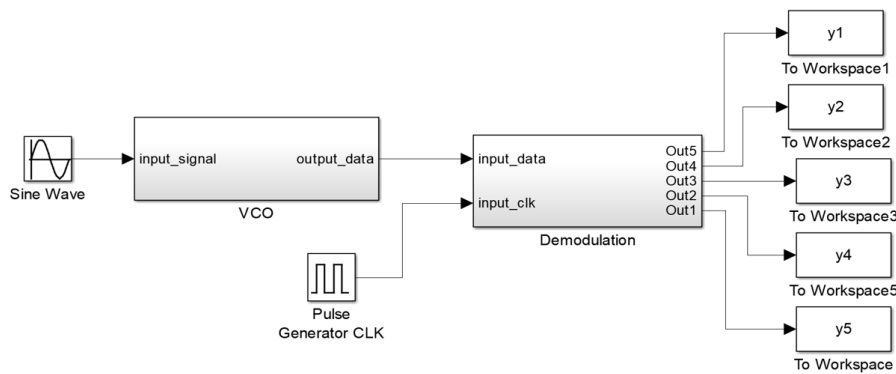 Sine Wave
input_signal
output_data
VCO
Pulse
Generator CLK
input_data
input_clk
Out5
Out4
Out3
Out2
Out1
Demodulation
y1
To Workspace1
y2
To Workspace2
y3
To Workspace3
y4
To Workspace5
y5
To Workspace